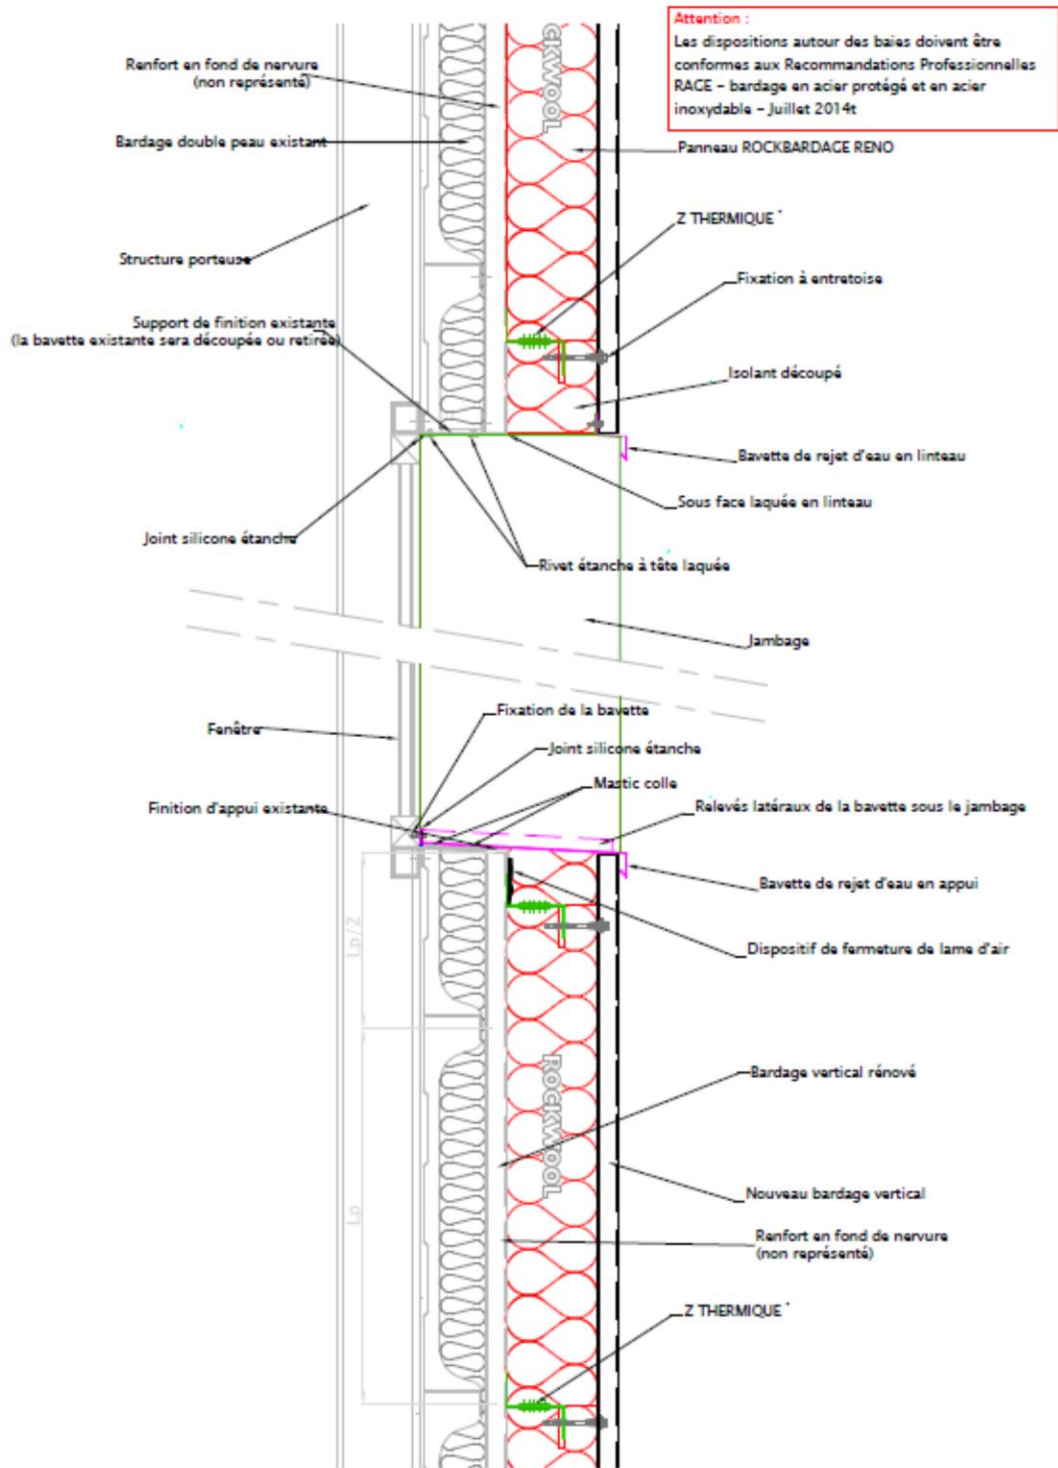 Attention :
Les dispositions autour des baies doivent être
conformes aux Recommandations Professionnelles
RAGE – bardage en acier protégé et en acier
inoxydable – Juillet 2014t
Renfort en fond de nervure
(non représenté)
Bardage double peau existant
Panneau ROCKBARDAGE RENO
CKWOOL
Z THERMIQUE *
Structure porteuse
Fixation à entretoise
Support de finition existante
(la bavette existante sera découpée ou retirée)
Isolant découpé
Bavette de rejet d'eau en linteau
Sous face laquée en linteau
Joint silicone étanche
Rivet étanche à tête laquée
Jambage
Fixation de la bavette
Fenêtre
Joint silicone étanche
Mastic colle
Finition d'appui existante
Relevés latéraux de la bavette sous le jambage
Bavette de rejet d'eau en appui
Lp/2
Dispositif de fermeture de lame d'air
ROCKWOOL
Bardage vertical rénové
Nouveau bardage vertical
Lp
Renfort en fond de nervure
(non représenté)
Z THERMIQUE *